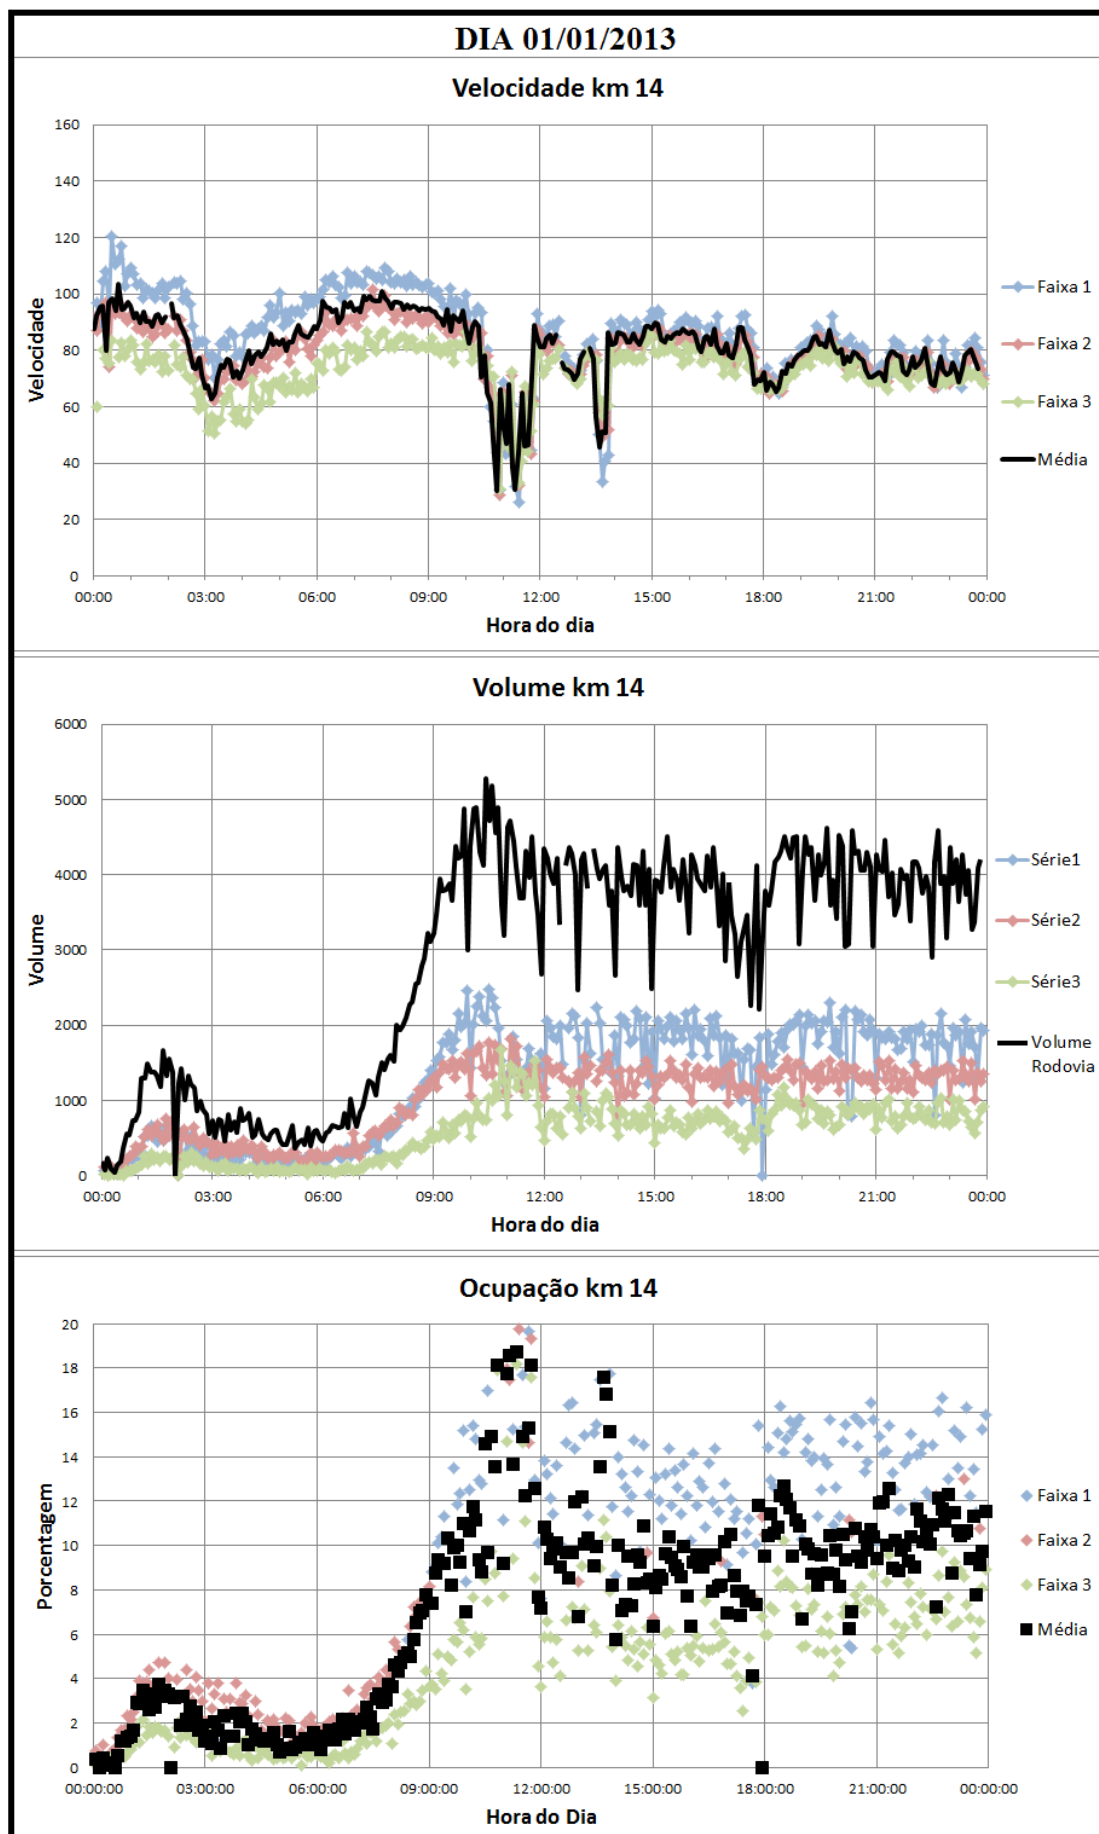 DIA 01/01/2013
Velocidade km 14
160
140
120
100
80
60
40
20
0
Velocidade
00:00 03:00 06:00 09:00 12:00 15:00 18:00 21:00 00:00
Hora do dia
Faixa 1
Faixa 2
Faixa 3
Média
Volume km 14
6000
5000
4000
3000
2000
1000
0
Volume
00:00 03:00 06:00 09:00 12:00 15:00 18:00 21:00 00:00
Hora do dia
Série1
Série2
Série3
Volume
Rodovia
Ocupação km 14
20
18
16
14
12
10
8
6
4
2
0
Porcentagem
00:00:00 03:00:00 06:00:00 09:00:00 12:00:00 15:00:00 18:00:00 21:00:00 00:00:00
Hora do Dia
Faixa 1
Faixa 2
Faixa 3
Média